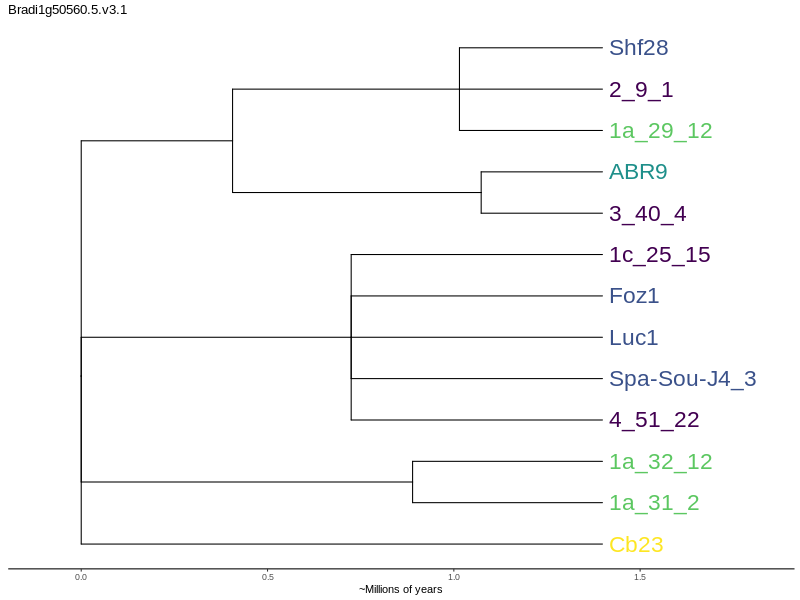 Bradi1g50560.5.v3.1
Shf28
2_9_1
1a_29_12
ABR9
3_40_4
1c_25_15
Foz1
Luc1
Spa-Sou-J4_3
4_51_22
1a_32_12
1a_31_2
Cb23
0.0 0.5 1.0 1.5
~Millions of years